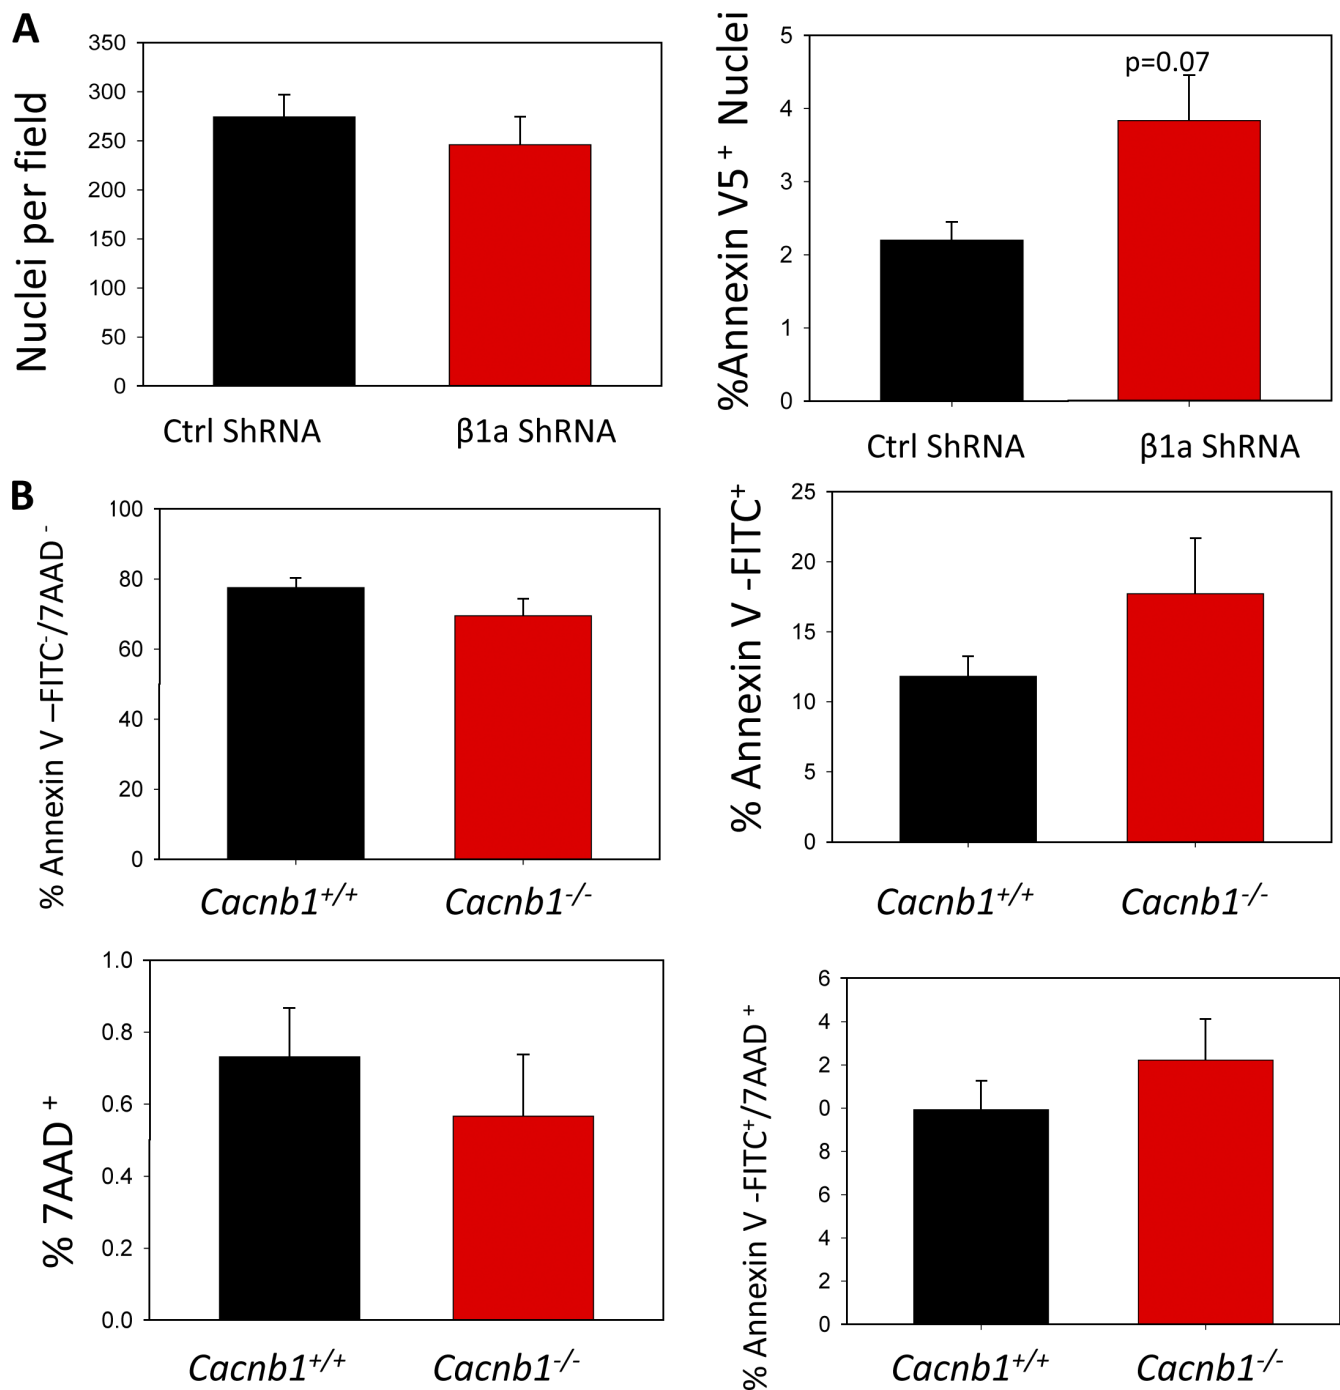 A
Nuclei per field
350
300
250
200
150
100
50
0
Ctrl ShRNA
β1a ShRNA
%Annexin V5⁺ Nuclei
5
4
3
2
1
0
p=0.07
Ctrl ShRNA
β1a ShRNA
B
% Annexin V –FITC⁻/7AAD⁻
100
80
60
40
20
0
Cacnb1⁺/⁺
Cacnb1⁻/⁻
% Annexin V -FITC⁺
25
20
15
10
5
0
Cacnb1⁺/⁺
Cacnb1⁻/⁻
% 7AAD⁺
1.0
0.8
0.6
0.4
0.2
0.0
Cacnb1⁺/⁺
Cacnb1⁻/⁻
% Annexin V -FITC⁺/7AAD⁺
6
4
2
0
8
6
4
2
0
Cacnb1⁺/⁺
Cacnb1⁻/⁻